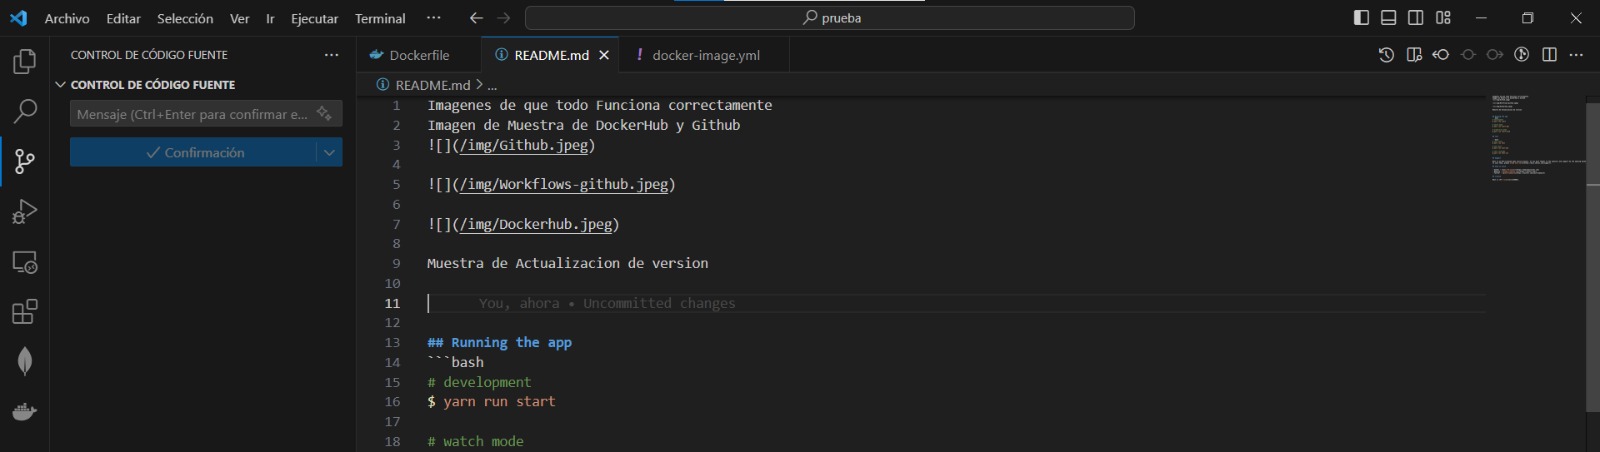 Archivo Editar Selección Ver Ir Ejecutar Terminal ··· prueba
CONTROL DE CÓDIGO FUENTE ···
CONTROL DE CÓDIGO FUENTE
Mensaje (Ctrl+Enter para confirmar e...
Confirmación
Dockerfile README.md docker-image.yml
README.md > ...
1 Imagenes de que todo Funciona correctamente
2 Imagen de Muestra de DockerHub y Github
3 ![](/img/Github.jpeg)
4
5 ![](/img/Workflows-github.jpeg)
6
7 ![](/img/Dockerhub.jpeg)
8
9 Muestra de Actualizacion de version
10
11 You, ahora • Uncommitted changes
12
13 ## Running the app
14 ```bash
15 # development
16 $ yarn run start
17
18 # watch mode